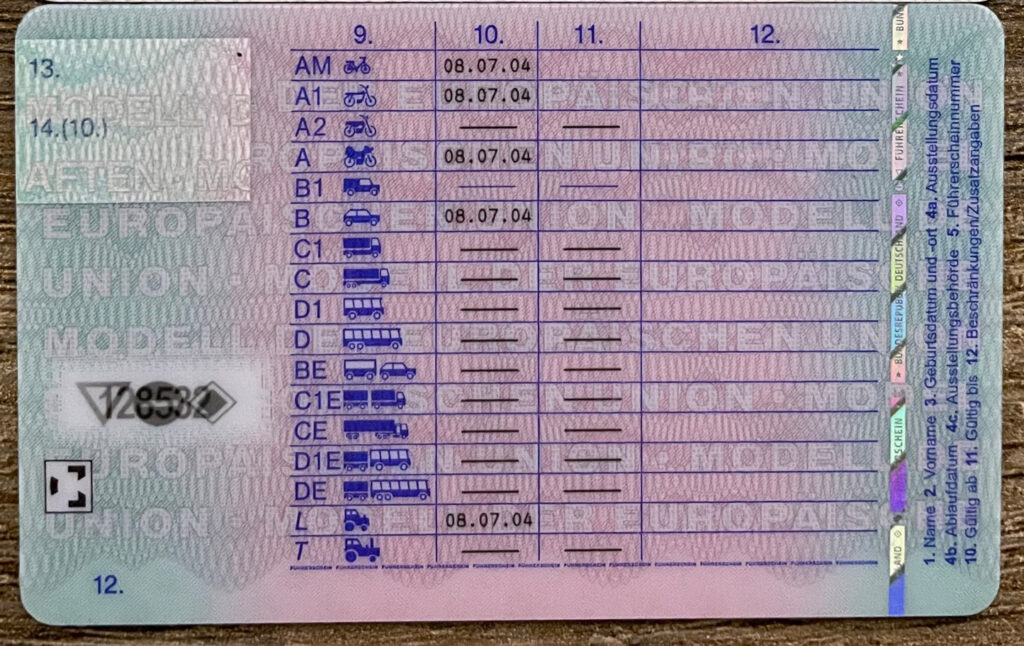 13.
14.(10.)
9. 10. 11. 12.
AM 08.07.04
A1 08.07.04
A2
A 08.07.04
B1
B 08.07.04
C1
C
D1
D
BE
C1E
CE
D1E
DE
L 08.07.04
T
128532
12.
1. Name 2. Vorname 3. Geburtsdatum und -ort 4a. Ausstellungsdatum
4b. Ablaufdatum 4c. Ausstellungsbehörde 5. Führerscheinnummer
10. Gültig ab 11. Gültig bis 12. Beschränkungen/Zusatzangaben